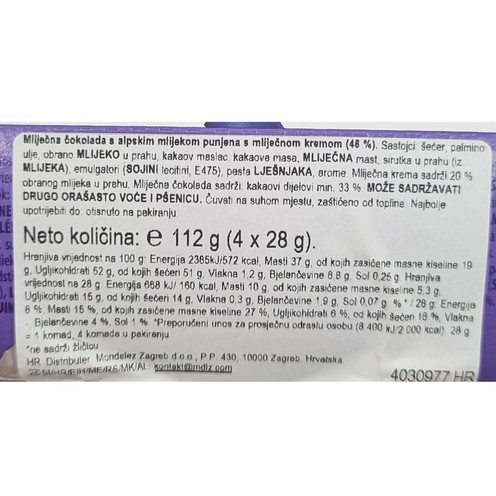 Mliječna čokolada s alpskim mlijekom punjena s mliječnom kremom (46 %). Sastojci: šećer, palmino
ulje, obrano MLIJEKO u prahu, kakaov maslac, kakaova masa, MLIJEČNA mast, sirutka u prahu (iz
MLIJEKA), emulgatori (SOJINI lecitini, E475), pasta LJEŠNJAKA, arome. Mliječna krema sadrži 20 %
obranog mlijeka u prahu. Mliječna čokolada sadrži: kakaovi dijelovi min. 33 %. MOŽE SADRŽAVATI
DRUGO ORAŠASTO VOĆE I PŠENICU. Čuvati na suhom mjestu, zaštićeno od topline. Najbolje
upotrijebiti do: otisnuto na pakiranju.
Neto količina: e 112 g (4 x 28 g).
Hranjiva vrijednost na 100 g: Energija 2385kJ/572 kcal, Masti 37 g, od kojih zasićene masne kiseline 19
g, Ugljikohidrati 52 g, od kojih šećeri 51 g, Vlakna 1,2 g, Bjelančevine 6,8 g, Sol 0,26 g. Hranjiva
vrijednost na 28 g: Energija 668 kJ/ 160 kcal, Masti 10 g, od kojih zasićene masne kiseline 5,3 g,
Ugljikohidrati 15 g, od kojih šećeri 14 g, Vlakna 0,3 g, Bjelančevine 1,9 g, Sol 0,07 g. % * / 28 g: Energija
8 %, Masti 15 %, od kojih zasićene masne kiseline 27 %, Ugljikohidrati 6 %, od kojih šećeri 16 %, Vlakna
-, Bjelančevine 4 %, Sol 1 %. *Preporučeni unos za prosječnu odraslu osobu (8 400 kJ/2 000 kcal). 28 g
= 1 komad, 4 komada u pakiranju.
*ne sadrži žličicu
HR: Distributer: Mondelez Zagreb d.o.o., P.P. 430, 10000 Zagreb, Hrvatska.
SI/HR/BIH/ME/RS/MK/AL: kontakt@mdlz.com
4030977 HR